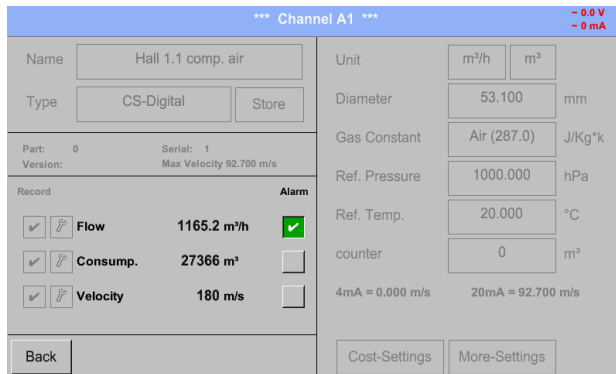 *** Channel A1 ***
~ 0.0 V
~ 0 mA
Name Hall 1.1 comp. air
Type CS-Digital Store
Part: 0 Serial: 1
Version: Max Velocity 92.700 m/s
Record Alarm
Flow 1165.2 m³/h
Consump. 27366 m³
Velocity 180 m/s
Back
Unit m³/h m³
Diameter 53.100 mm
Gas Constant Air (287.0) J/Kg*k
Ref. Pressure 1000.000 hPa
Ref. Temp. 20.000 °C
counter 0 m³
4mA = 0.000 m/s 20mA = 92.700 m/s
Cost-Settings More-Settings